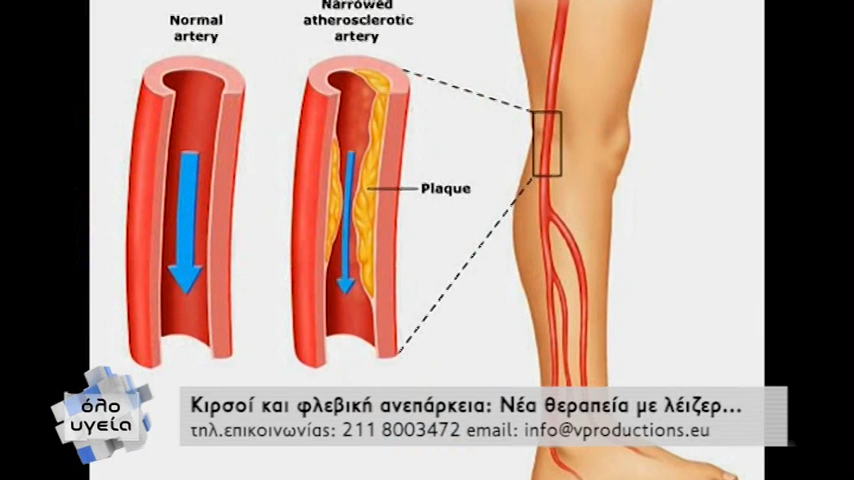 Normal
artery
Narrowed
atherosclerotic
artery
Plaque
όλο
υγεία
Κιρσοί και φλεβική ανεπάρκεια: Νέα θεραπεία με λέιζερ...
τηλ.επικοινωνίας: 211 8003472 email: info@vproductions.eu